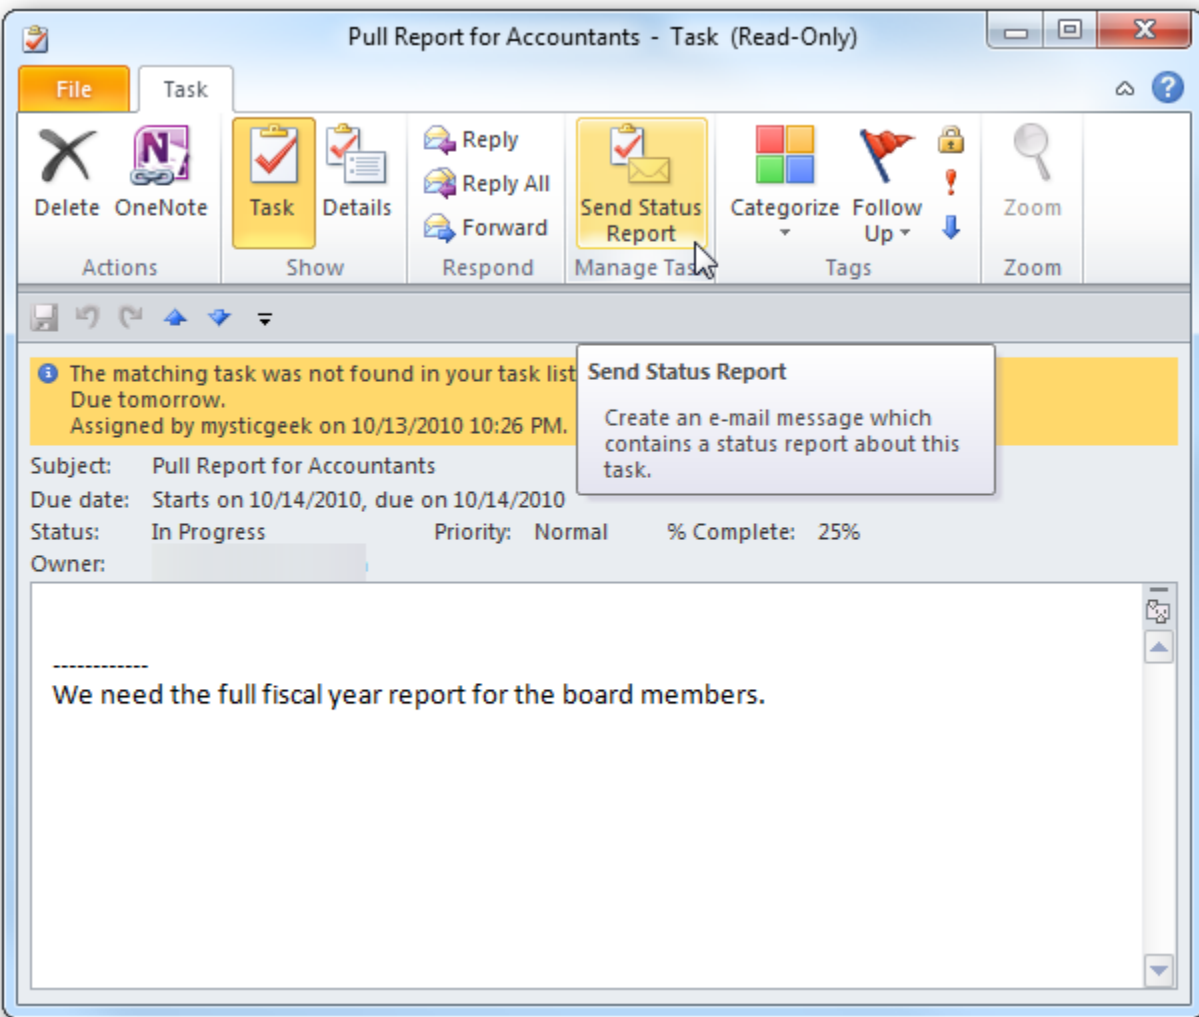 Pull Report for Accountants - Task (Read-Only)
File Task
Delete OneNote Task Details Reply Reply All Forward Send Status Report Categorize Follow Up Zoom
Actions Show Respond Manage Task Tags Zoom
The matching task was not found in your task list
Due tomorrow.
Assigned by mysticgeek on 10/13/2010 10:26 PM.
Send Status Report
Create an e-mail message which
contains a status report about this
task.
Subject: Pull Report for Accountants
Due date: Starts on 10/14/2010, due on 10/14/2010
Status: In Progress Priority: Normal % Complete: 25%
Owner:
------------
We need the full fiscal year report for the board members.